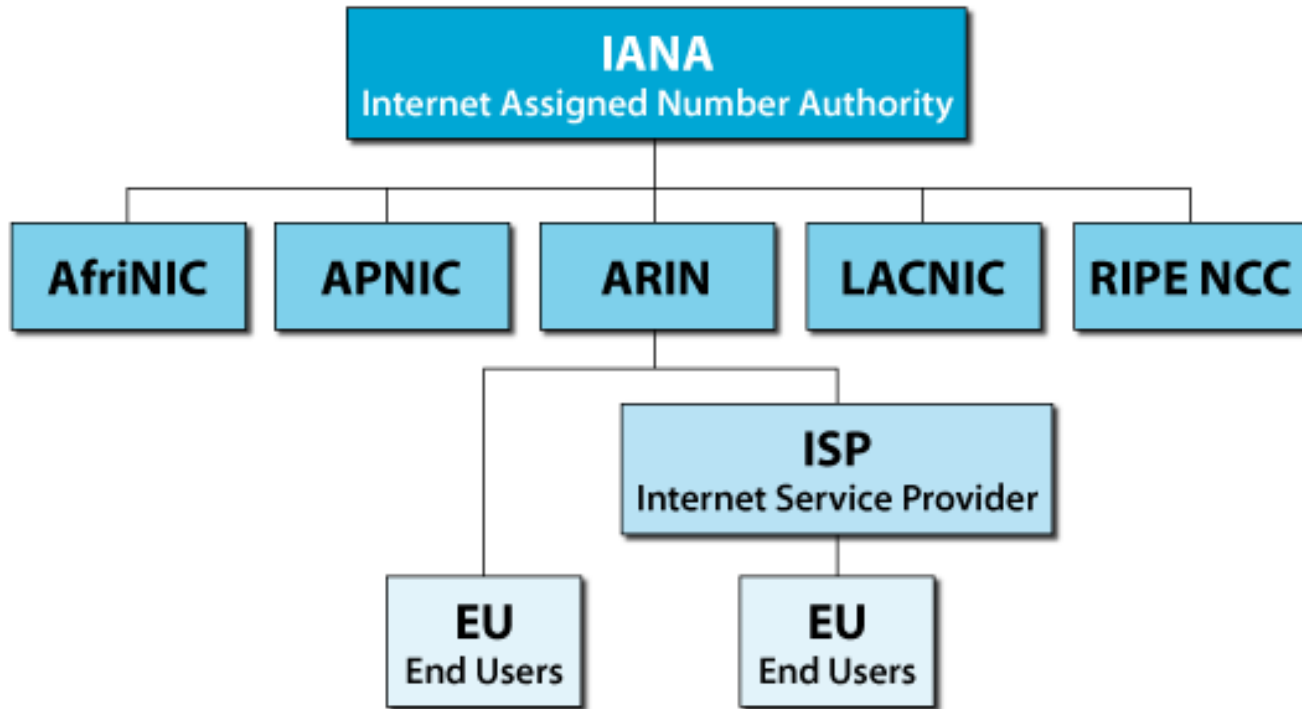 IANA
Internet Assigned Number Authority
AfriNIC
APNIC
ARIN
LACNIC
RIPE NCC
ISP
Internet Service Provider
EU
End Users
EU
End Users